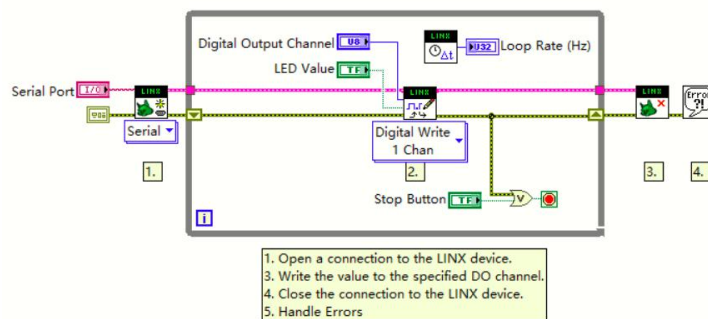 LINX
Digital Output Channel U8
U32 Loop Rate (Hz)
LED Value TF
Serial Port I/O
LINX
LINX
LINX
Error
?!
Serial
Digital Write
1 Chan
1.
2.
3.
4.
Stop Button TF
V
i
1. Open a connection to the LINX device.
3. Write the value to the specified DO channel.
4. Close the connection to the LINX device.
5. Handle Errors